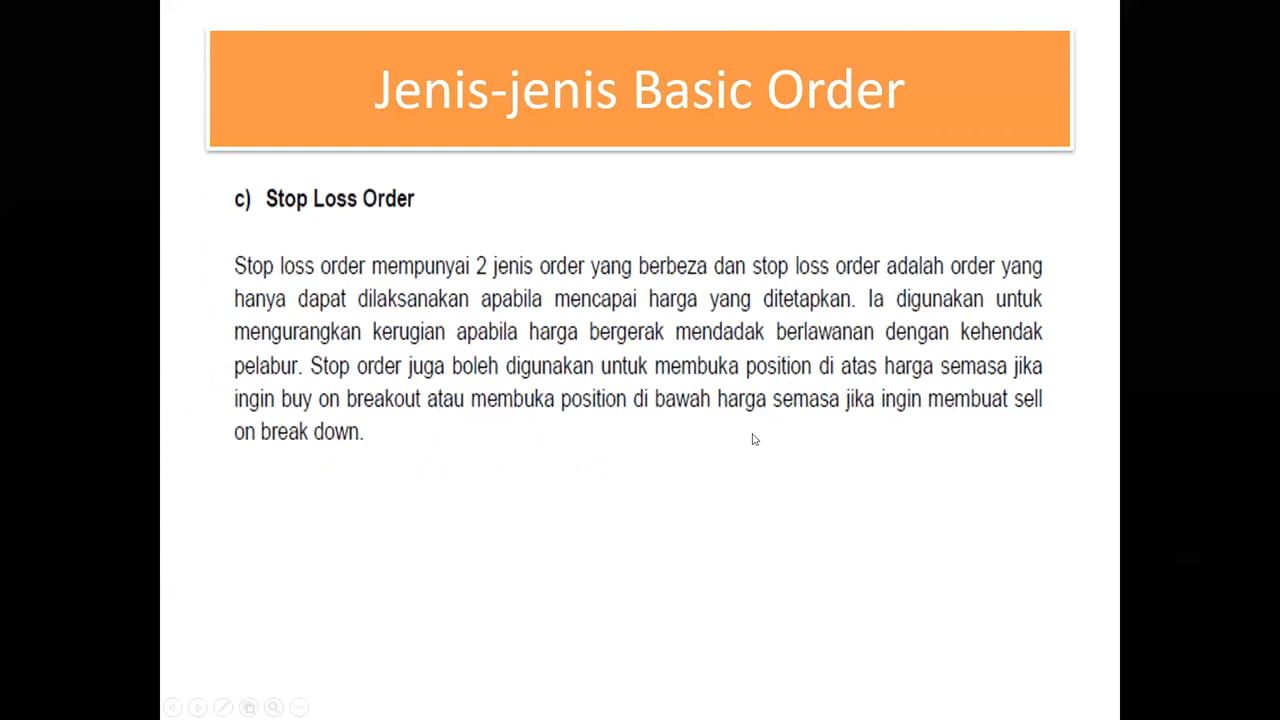 Jenis-jenis Basic Order
c) Stop Loss Order
Stop loss order mempunyai 2 jenis order yang berbeza dan stop loss order adalah order yang
hanya dapat dilaksanakan apabila mencapai harga yang ditetapkan. Ia digunakan untuk
mengurangkan kerugian apabila harga bergerak mendadak berlawanan dengan kehendak
pelabur. Stop order juga boleh digunakan untuk membuka position di atas harga semasa jika
ingin buy on breakout atau membuka position di bawah harga semasa jika ingin membuat sell
on break down.